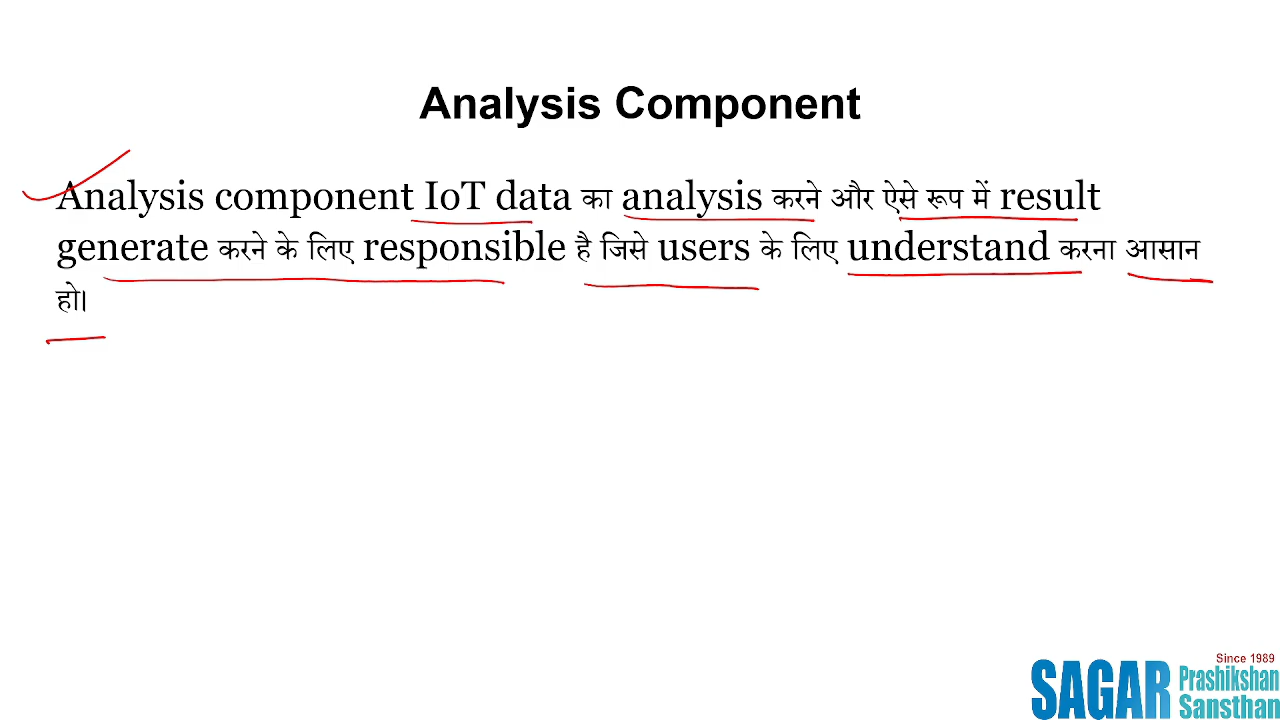 Analysis Component
Analysis component IoT data का analysis करने और ऐसे रूप में result
generate करने के लिए responsible है जिसे users के लिए understand करना आसान
हो।
Since 1989
SAGAR Prashikshan
Sansthan